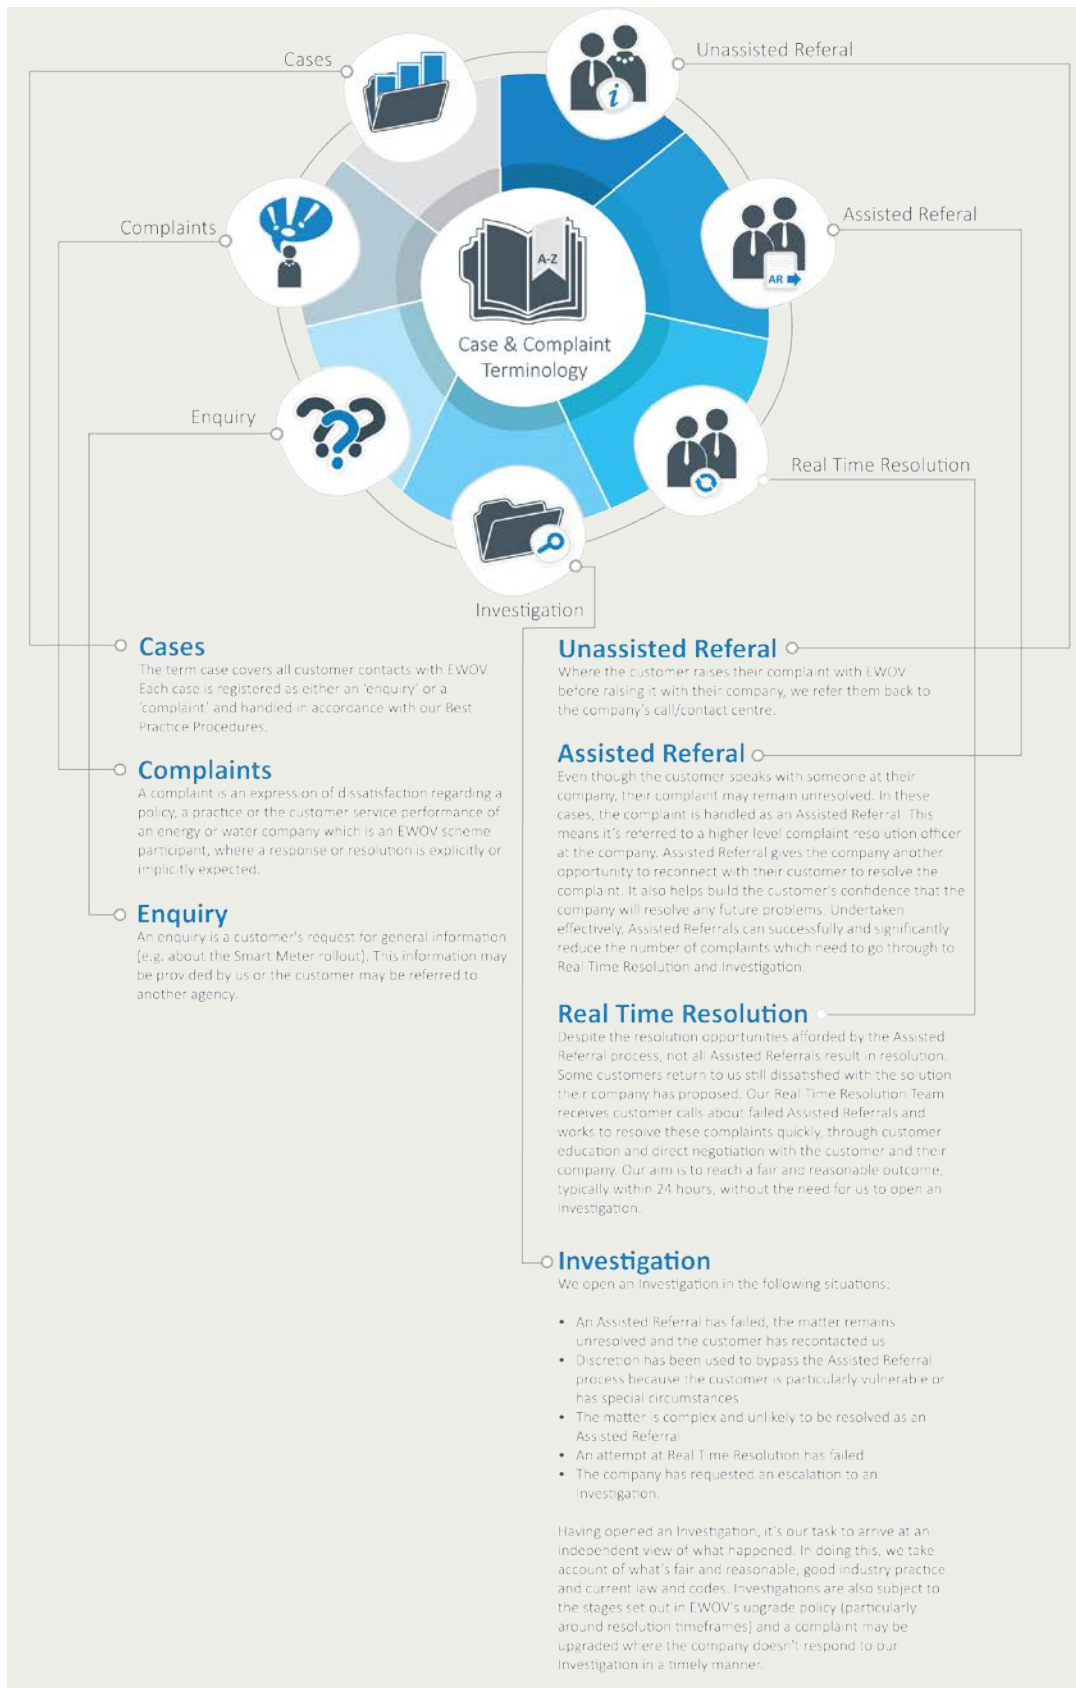 Cases
Unassisted Referal
Complaints
Assisted Referal
A-Z
AR
Case & Complaint
Terminology
Enquiry
Real Time Resolution
Investigation
Cases
The term case covers all customer contacts with EWOV.
Each case is registered as either an 'enquiry' or a
'complaint' and handled in accordance with our Best
Practice Procedures.
Complaints
A complaint is an expression of dissatisfaction regarding a
policy, a practice or the customer service performance of
an energy or water company which is an EWOV scheme
participant, where a response or resolution is explicitly or
implicitly expected.
Enquiry
An enquiry is a customer's request for general information
(e.g. about the Smart Meter rollout). This information may
be provided by us or the customer may be referred to
another agency.
Unassisted Referal
Where the customer raises their complaint with EWOV
before raising it with their company, we refer them back to
the company's call/contact centre.
Assisted Referal
Even though the customer speaks with someone at their
company, their complaint may remain unresolved. In these
cases, the complaint is handled as an Assisted Referral. This
means it's referred to a higher level complaint resolution officer
at the company. Assisted Referral gives the company another
opportunity to reconnect with their customer to resolve the
complaint. It also helps build the customer's confidence that the
company will resolve any future problems. Undertaken
effectively, Assisted Referrals can successfully and significantly
reduce the number of complaints which need to go through to
Real Time Resolution and Investigation.
Real Time Resolution
Despite the resolution opportunities afforded by the Assisted
Referral process, not all Assisted Referrals result in resolution.
Some customers return to us still dissatisfied with the solution
their company has proposed. Our Real Time Resolution Team
receives customer calls about failed Assisted Referrals and
works to resolve these complaints quickly, through customer
education and direct negotiation with the customer and their
company. Our aim is to reach a fair and reasonable outcome,
typically within 24 hours, without the need for us to open an
Investigation.
Investigation
We open an Investigation in the following situations:
• An Assisted Referral has failed, the matter remains
unresolved and the customer has recontacted us
• Discretion has been used to bypass the Assisted Referral
process because the customer is particularly vulnerable or
has special circumstances
• The matter is complex and unlikely to be resolved as an
Assisted Referral
• An attempt at Real Time Resolution has failed
• The company has requested an escalation to an
Investigation.
Having opened an Investigation, it's our task to arrive at an
independent view of what happened. In doing this, we take
account of what's fair and reasonable, good industry practice
and current law and codes. Investigations are also subject to
the stages set out in EWOV's upgrade policy (particularly
around resolution timeframes) and a complaint may be
upgraded where the company doesn't respond to our
Investigation in a timely manner.